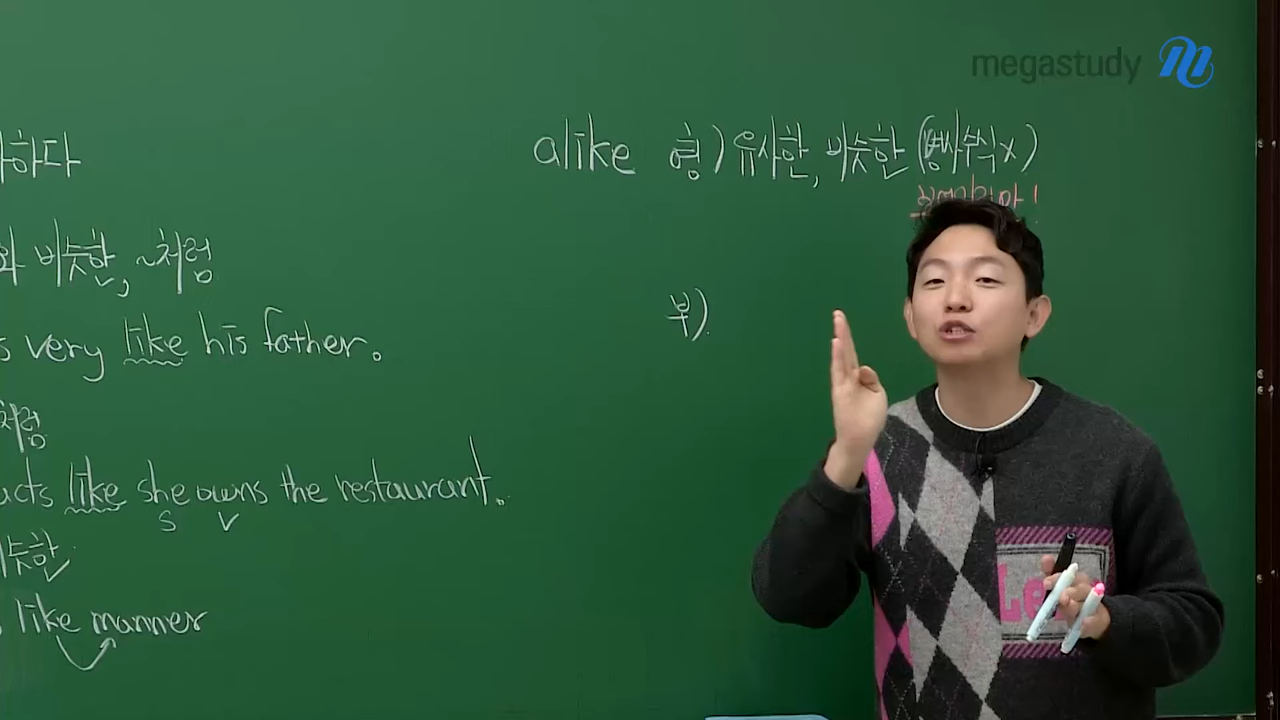 megastudy
하다
비슷한, ~처럼
very like his father.
처럼
acts like she owns the restaurant.
S V
비슷한
like manner
alike 형) 유사한, 비슷한 (명사수식x)
부)